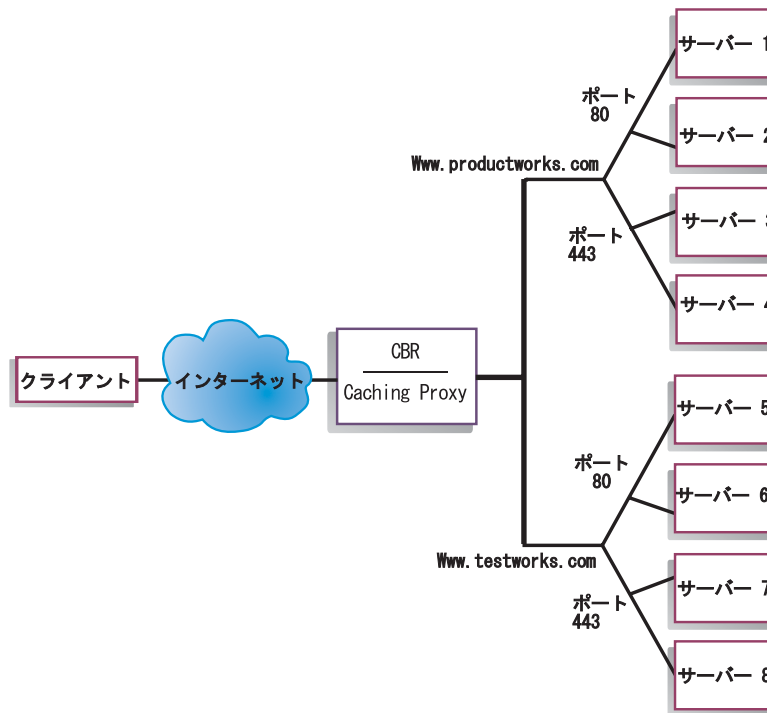 クライアント
インターネット
CBR
Caching Proxy
Www.productworks.com
ポート
80
サーバー 1
サーバー 2
ポート
443
サーバー 3
サーバー 4
Www.testworks.com
ポート
80
サーバー 5
サーバー 6
ポート
443
サーバー 7
サーバー 8